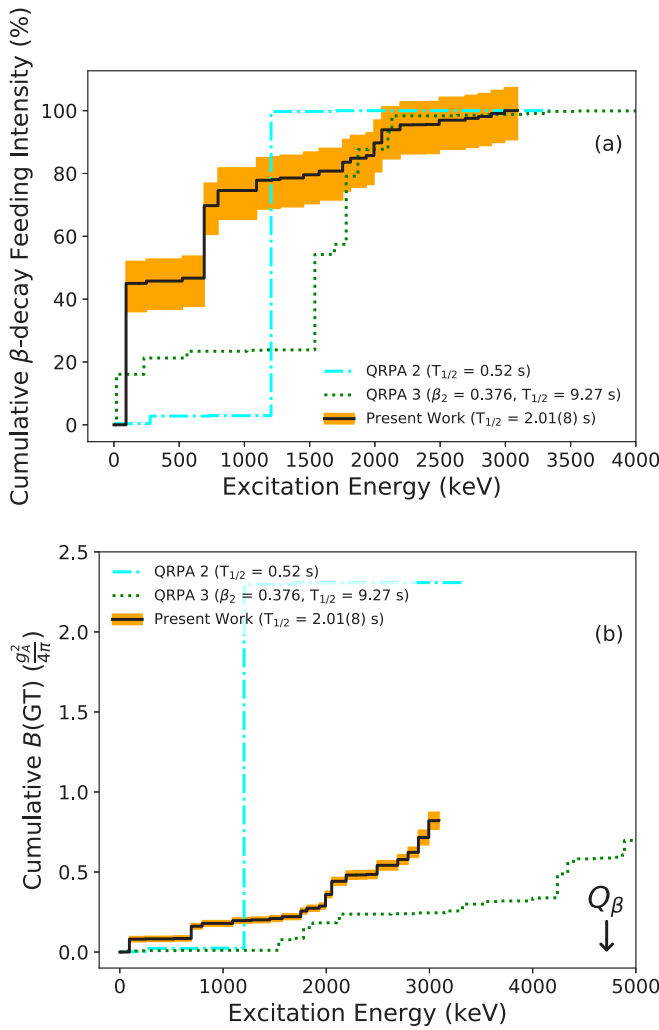 Cumulative β-decay Feeding Intensity (%)
100
80
60
40
20
0
(a)
QRPA 2 (T1/2 = 0.52 s)
QRPA 3 (β2 = 0.376, T1/2 = 9.27 s)
Present Work (T1/2 = 2.01(8) s)
0 500 1000 1500 2000 2500 3000 3500 4000
Excitation Energy (keV)
Cumulative B(GT) (g_A^2/4π)
2.5
2.0
1.5
1.0
0.5
0.0
QRPA 2 (T1/2 = 0.52 s)
QRPA 3 (β2 = 0.376, T1/2 = 9.27 s)
Present Work (T1/2 = 2.01(8) s)
(b)
Qβ
0 1000 2000 3000 4000 5000
Excitation Energy (keV)